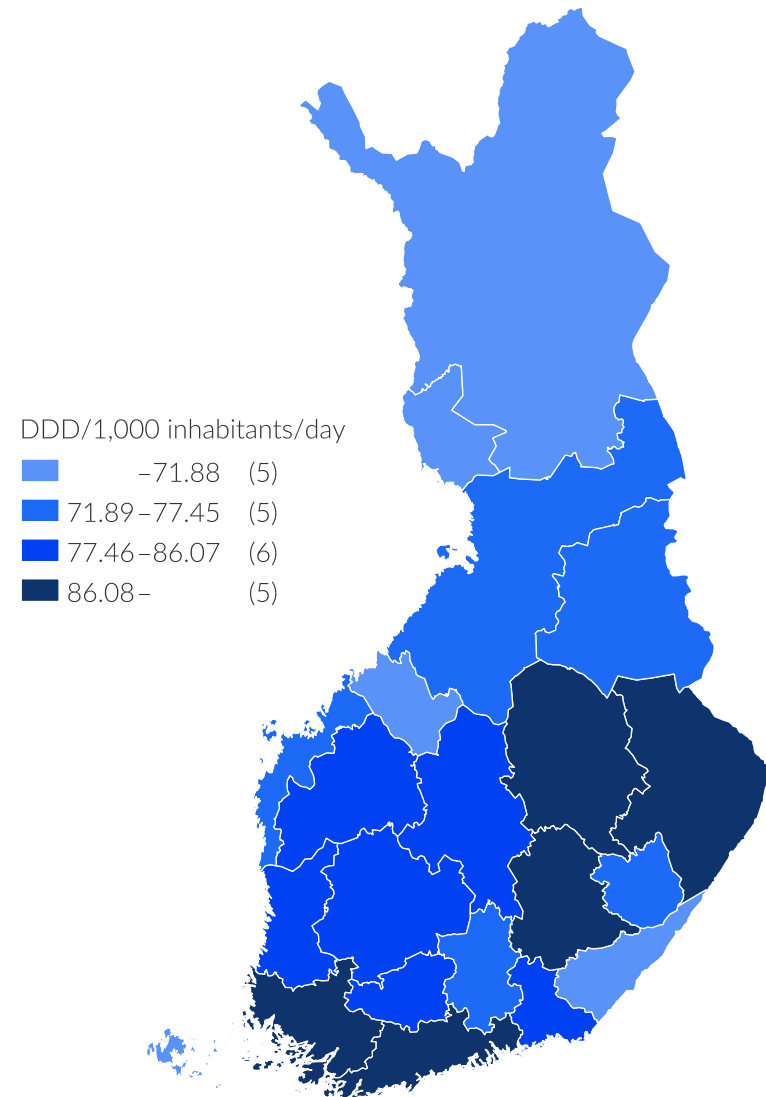 DDD/1,000 inhabitants/day
–71.88 (5)
71.89–77.45 (5)
77.46–86.07 (6)
86.08– (5)